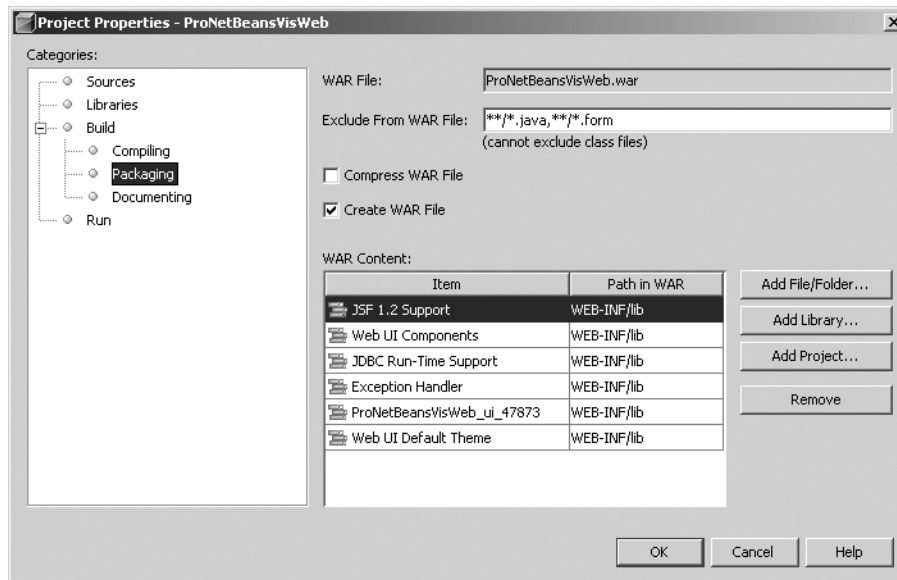 Project Properties - ProNetBeansVisWeb
Categories:
Sources
Libraries
Build
Compiling
Packaging
Documenting
Run
WAR File: ProNetBeansVisWeb.war
Exclude From WAR File: **/*.java,**/*.form
(cannot exclude class files)
Compress WAR File
Create WAR File
WAR Content:
Item Path in WAR
JSF 1.2 Support WEB-INF/lib
Web UI Components WEB-INF/lib
JDBC Run-Time Support WEB-INF/lib
Exception Handler WEB-INF/lib
ProNetBeansVisWeb_ui_47873 WEB-INF/lib
Web UI Default Theme WEB-INF/lib
Add File/Folder...
Add Library...
Add Project...
Remove
OK Cancel Help